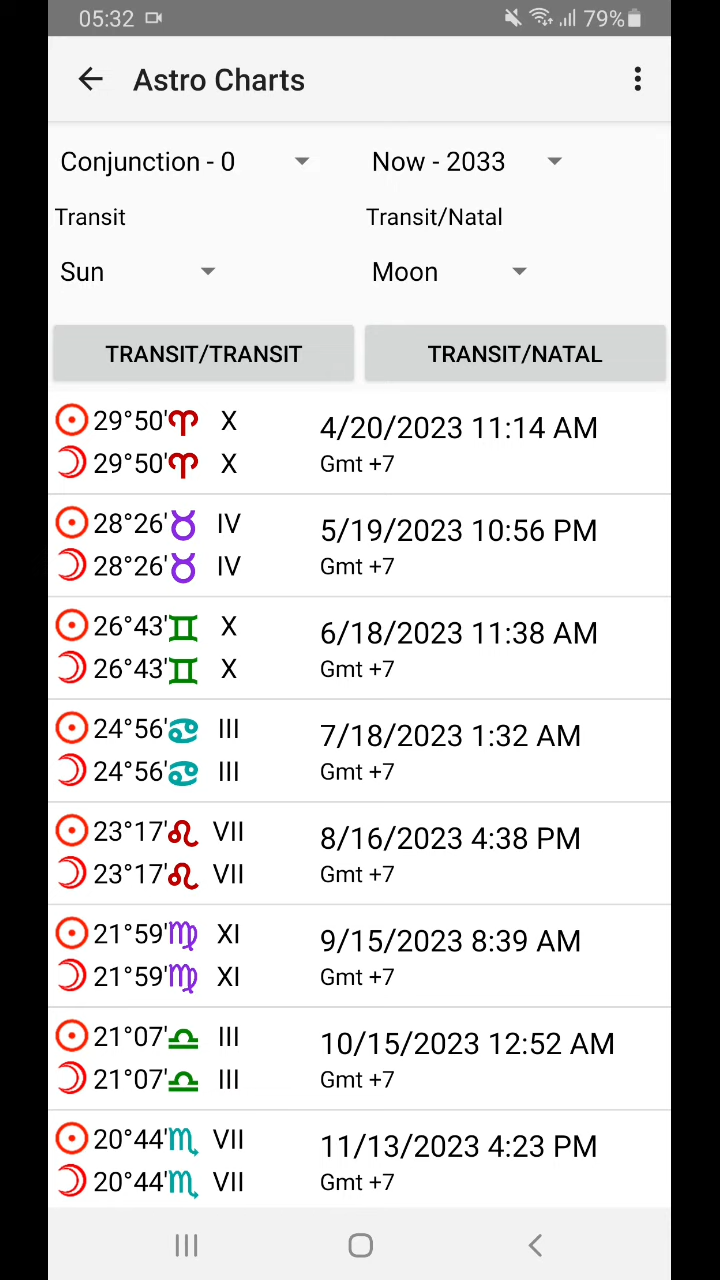 05:32 79%
Astro Charts
Conjunction - 0 Now - 2033
Transit Transit/Natal
Sun Moon
TRANSIT/TRANSIT TRANSIT/NATAL
29°50'♈ X 4/20/2023 11:14 AM
29°50'♈ X Gmt +7
28°26'♉ IV 5/19/2023 10:56 PM
28°26'♉ IV Gmt +7
26°43'♊ X 6/18/2023 11:38 AM
26°43'♊ X Gmt +7
24°56'♋ III 7/18/2023 1:32 AM
24°56'♋ III Gmt +7
23°17'♌ VII 8/16/2023 4:38 PM
23°17'♌ VII Gmt +7
21°59'♍ XI 9/15/2023 8:39 AM
21°59'♍ XI Gmt +7
21°07'♎ III 10/15/2023 12:52 AM
21°07'♎ III Gmt +7
20°44'♏ VII 11/13/2023 4:23 PM
20°44'♏ VII Gmt +7